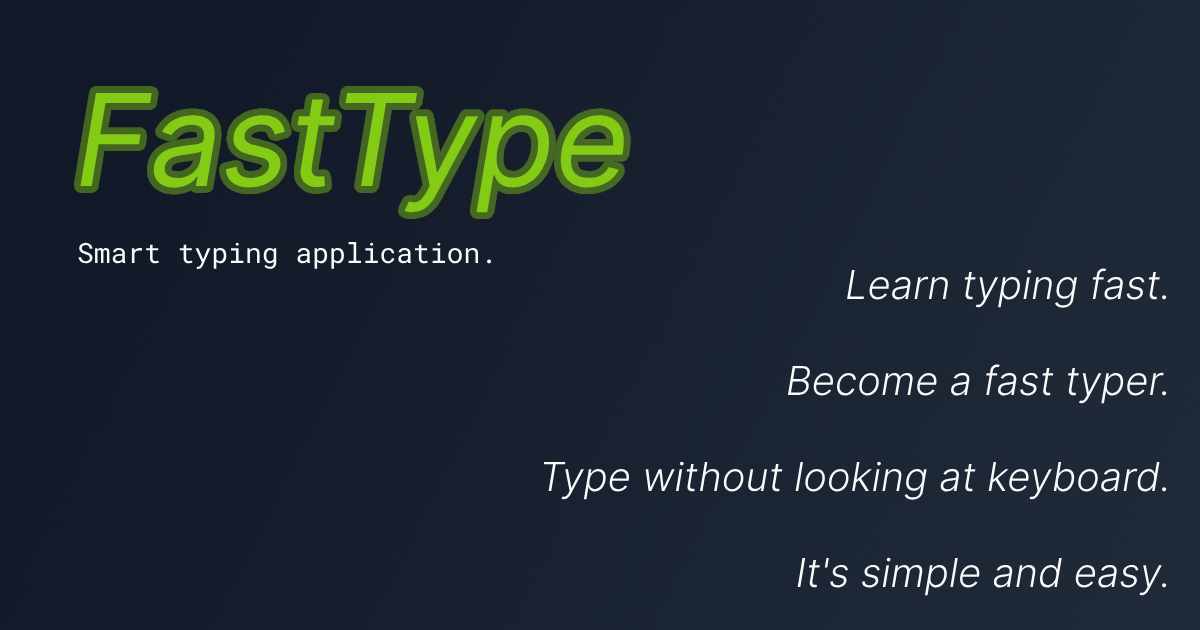 FastType
Smart typing application.
Learn typing fast.
Become a fast typer.
Type without looking at keyboard.
It's simple and easy.